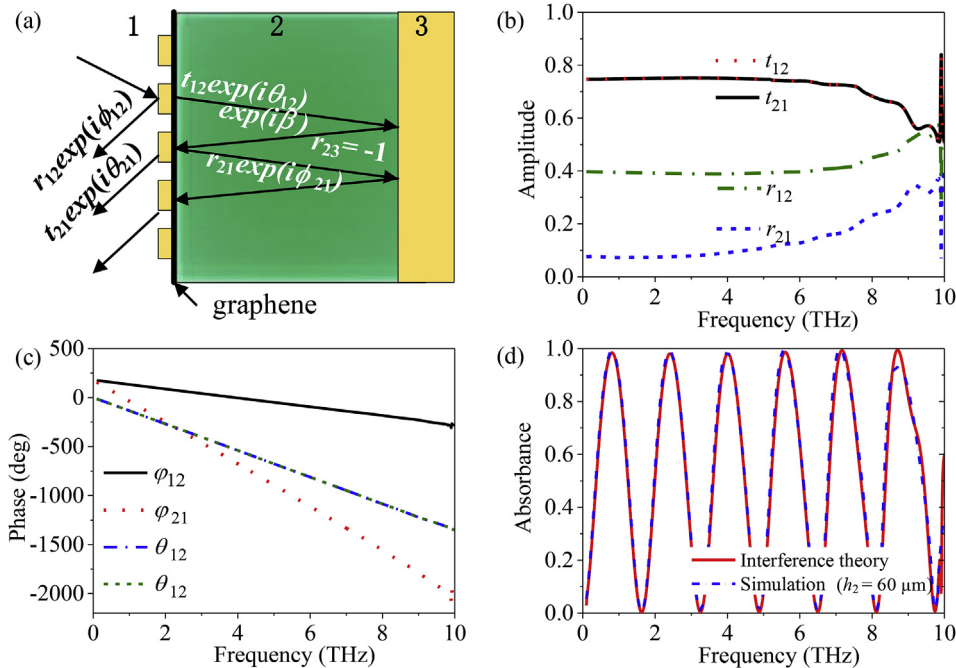 (a)
1
2
3
t12exp(iθ12)
exp(iβ)
r23= -1
r21exp(iϕ21)
r12exp(iϕ12)
t21exp(iθ21)
graphene
(b)
1.0
0.8
0.6
0.4
0.2
0.0
Amplitude
t12
t21
r12
r21
0
2
4
6
8
10
Frequency (THz)
(c)
500
0
-500
-1000
-1500
-2000
Phase (deg)
φ12
φ21
θ12
θ12
0
2
4
6
8
10
Frequency (THz)
(d)
1.0
0.8
0.6
0.4
0.2
0.0
Absorbance
Interference theory
Simulation (h2 = 60 μm)
0
2
4
6
8
10
Frequency (THz)